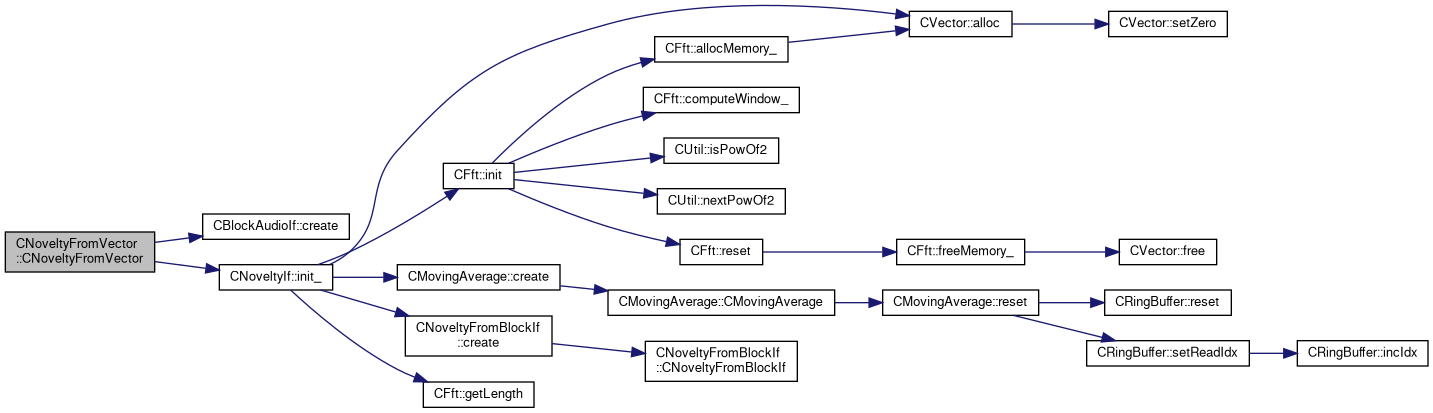 CNoveltyFromVector
::CNoveltyFromVector
CBlockAudioIf::create
CNoveltyIf::init_
CVector::alloc
CVector::setZero
CFft::init
CFft::allocMemory_
CFft::computeWindow_
CUtil::isPowOf2
CUtil::nextPowOf2
CFft::reset
CFft::freeMemory_
CVector::free
CMovingAverage::create
CMovingAverage::CMovingAverage
CMovingAverage::reset
CRingBuffer::reset
CRingBuffer::setReadIdx
CRingBuffer::incIdx
CNoveltyFromBlockIf
::create
CNoveltyFromBlockIf
::CNoveltyFromBlockIf
CFft::getLength